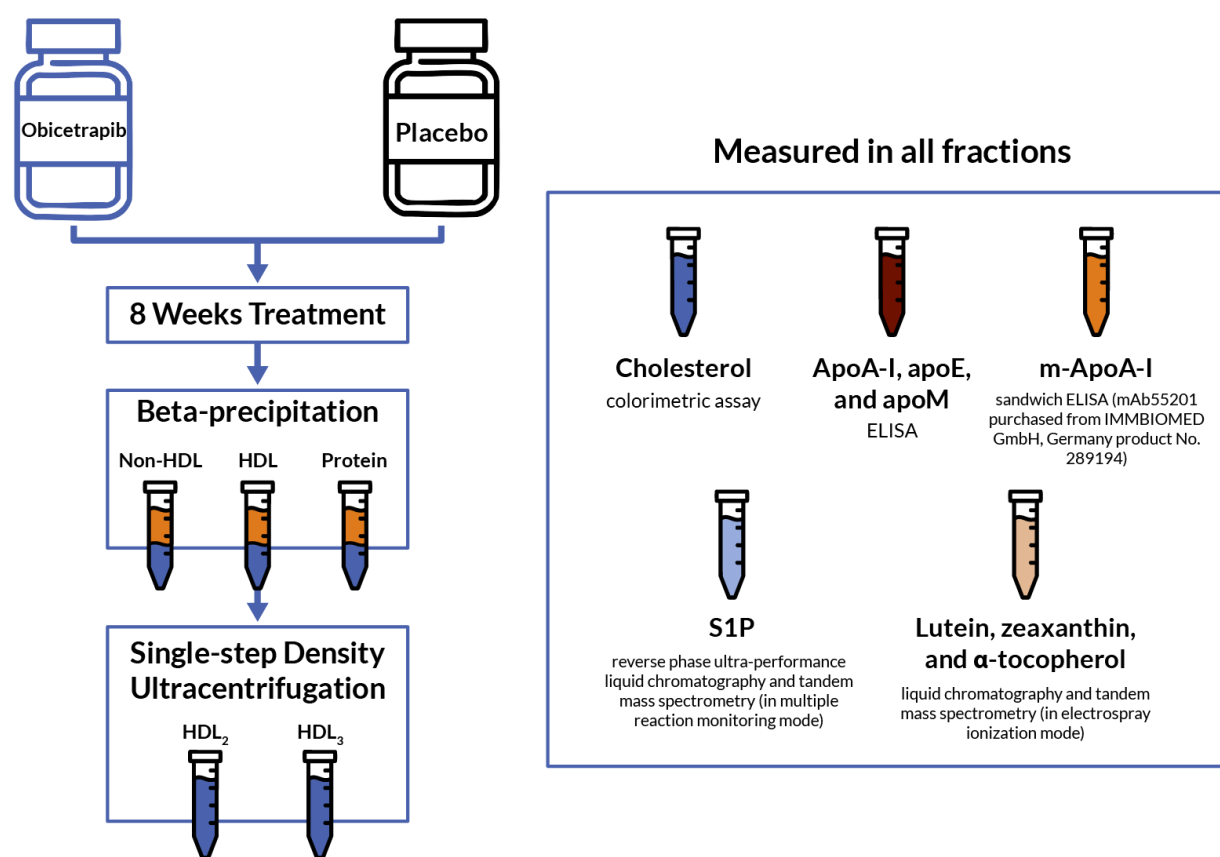 Obicetrapib
Placebo
8 Weeks Treatment
Beta-precipitation
Non-HDL
HDL
Protein
Single-step Density
Ultracentrifugation
HDL₂
HDL₃
Measured in all fractions
Cholesterol
colorimetric assay
ApoA-I, apoE,
and apoM
ELISA
m-ApoA-I
sandwich ELISA (mAb55201
purchased from IMMBIOMED
GmbH, Germany product No.
289194)
S1P
reverse phase ultra-performance
liquid chromatography and tandem
mass spectrometry (in multiple
reaction monitoring mode)
Lutein, zeaxanthin,
and α-tocopherol
liquid chromatography and tandem
mass spectrometry (in electrospray
ionization mode)